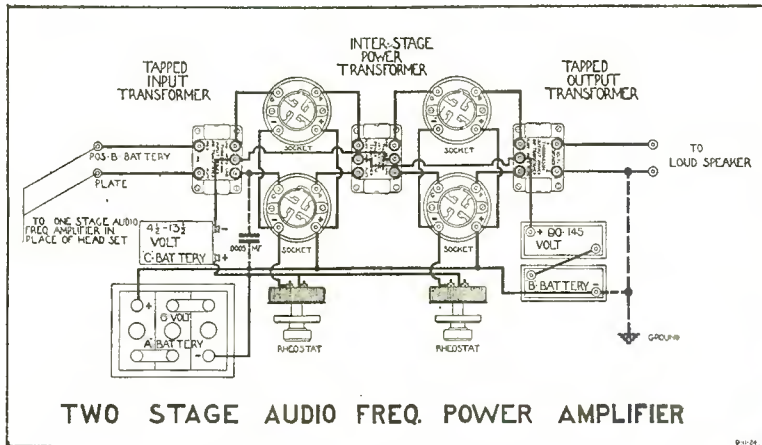 INTER-STAGE
POWER
TRANSFORMER
TAPPED
INPUT
TRANSFORMER
TAPPED
OUTPUT
TRANSFORMER
SOCKET
SOCKET
POS-B-BATTERY
PLATE
TO
LOUD SPEAKER
TO ONE STAGE AUDIO
FREQ AMPLIFIER IN
PLACE OF HEAD SET
4½-13½ -
VOLT
C-BATTERY +
.0005 MF
SOCKET
SOCKET
+ 90-145
VOLT
B-BATTERY -
+
6 VOLT
A BATTERY
-
RHEOSTAT
RHEOSTAT
GROUND
TWO STAGE AUDIO FREQ. POWER AMPLIFIER